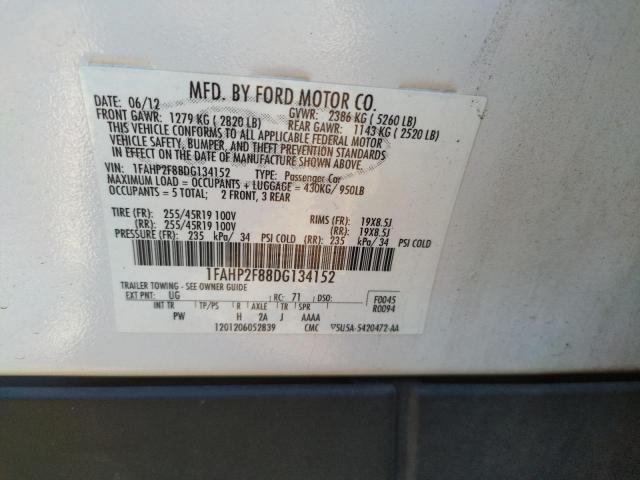 MFD. BY FORD MOTOR CO.
DATE: 06/12 GVWR: 2386 KG ( 5260 LB)
FRONT GAWR: 1279 KG ( 2820 LB) REAR GAWR: 1143 KG ( 2520 LB)
THIS VEHICLE CONFORMS TO ALL APPLICABLE FEDERAL MOTOR
VEHICLE SAFETY, BUMPER, AND THEFT PREVENTION STANDARDS
IN EFFECT ON THE DATE OF MANUFACTURE SHOWN ABOVE.
VIN: 1FAHP2F88DG134152 TYPE: Passenger Car
MAXIMUM LOAD = OCCUPANTS + LUGGAGE = 430KG / 950LB
OCCUPANTS = 5 TOTAL; 2 FRONT, 3 REAR
TIRE (FR): 255/45R19 100V RIMS (FR): 19X8.5J
(RR): 255/45R19 100V (RR): 19X8.5J
PRESSURE (FR): 235 kPa/ 34 PSI COLD (RR): 235 kPa/ 34 PSI COLD
1FAHP2F88DG134152
TRAILER TOWING - SEE OWNER GUIDE
EXT PNT: UG RC: 71 DSO: F0045
INT TR TP/PS R AXLE TR SPR R0094
PW H 2A J AAAA
1201206052839 CMC ▽5U5A-5420472-AA